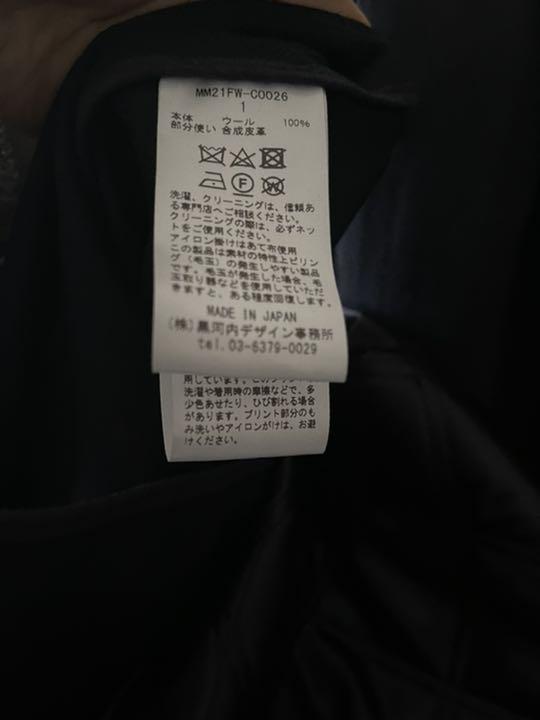 MM21FW-C0026
1
本体 ウール 100%
部分使い 合成皮革
洗濯、クリーニングは、信頼あ
る専門店へご相談ください。
クリーニングの際は、必ずネッ
トをご使用ください。
アイロン掛けはあて布使用
この製品は素材の特性上ピリン
グ(毛玉)の発生しやすい製品
です。毛玉が発生した場合、毛
玉取り器などを使用していただ
きますと、ある程度回復します。
MADE IN JAPAN
(株)黒河内デザイン事務所
tel.03-6379-0029
用しています。このプリントは
洗濯や着用時の摩擦などで、多
少色あせたり、ひび割れる場合
があります。プリント部分のも
み洗いやアイロンがけは、お避
けください。